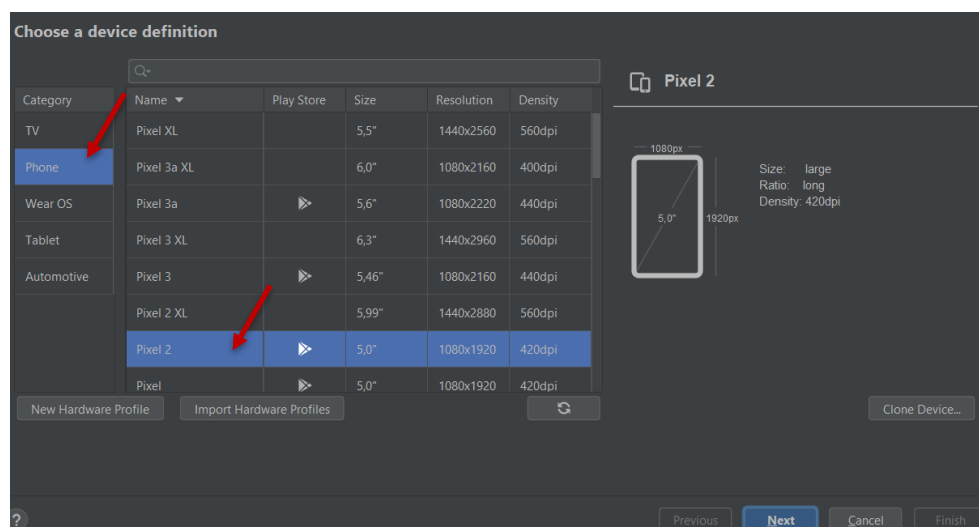 Choose a device definition
Category
TV
Phone
Wear OS
Tablet
Automotive
Name Play Store Size Resolution Density
Pixel XL 5,5" 1440x2560 560dpi
Pixel 3a XL 6,0" 1080x2160 400dpi
Pixel 3a 5,6" 1080x2220 440dpi
Pixel 3 XL 6,3" 1440x2960 560dpi
Pixel 3 5,46" 1080x2160 440dpi
Pixel 2 XL 5,99" 1440x2880 560dpi
Pixel 2 5,0" 1080x1920 420dpi
Pixel 5,0" 1080x1920 420dpi
New Hardware Profile Import Hardware Profiles
Pixel 2
1080px
5,0" 1920px
Size: large
Ratio: long
Density: 420dpi
Clone Device...
? Previous Next Cancel Finish